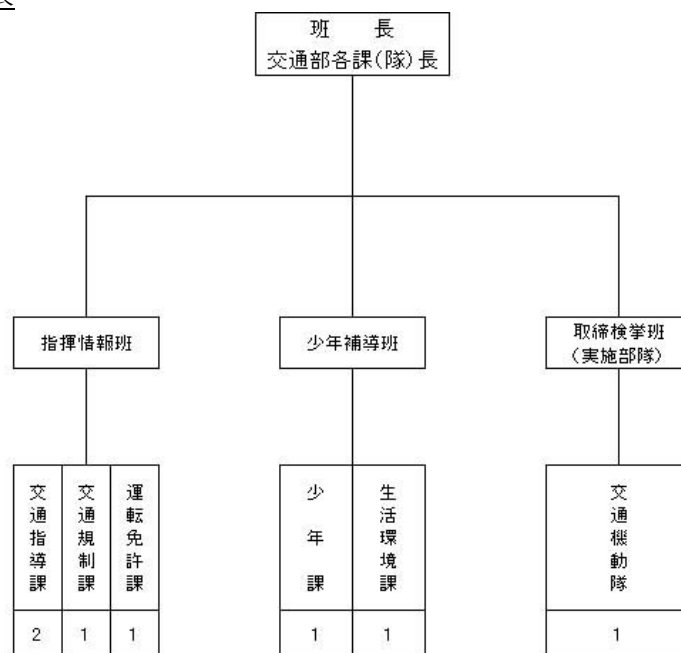 班　長
交通部各課(隊)長
指揮情報班
少年補導班
取締検挙班
(実施部隊)
交通指導課
交通規制課
運転免許課
少年課
生活環境課
交通機動隊
2
1
1
1
1
1